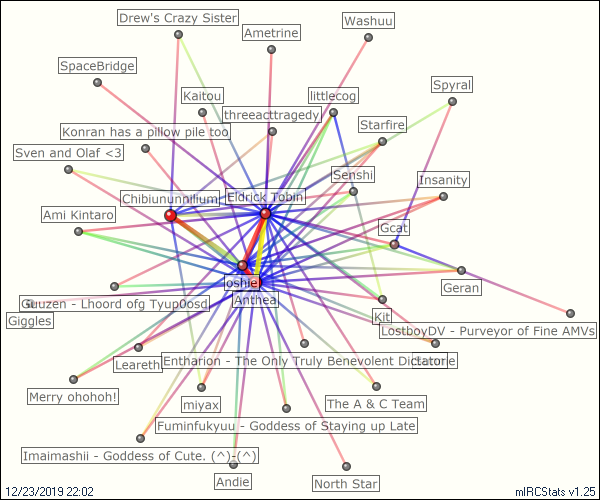 Drew's Crazy Sister
Washuu
Ametrine
SpaceBridge
Spyral
Kaitou
littlecog
threeacttragedy
Starfire
Konran has a pillow pile too
Sven and Olaf <3
Senshi
Insanity
Chibiununnilium
Eldrick Tobin
Ami Kintaro
Gcat
oshie
Geran
Anthea
Guuzen - Lhoord ofg Tyup0osd
Giggles
Kit
LostboyDV - Purveyor of Fine AMVs
Leareth
Entharion - The Only Truly Benevolent Dictator
Merry ohohoh!
miyax
The A & C Team
Fuminfukyuu - Goddess of Staying up Late
Imaimashii - Goddess of Cute. (^)-(^)
Andie
North Star
12/23/2019 22:02
mIRCStats v1.25